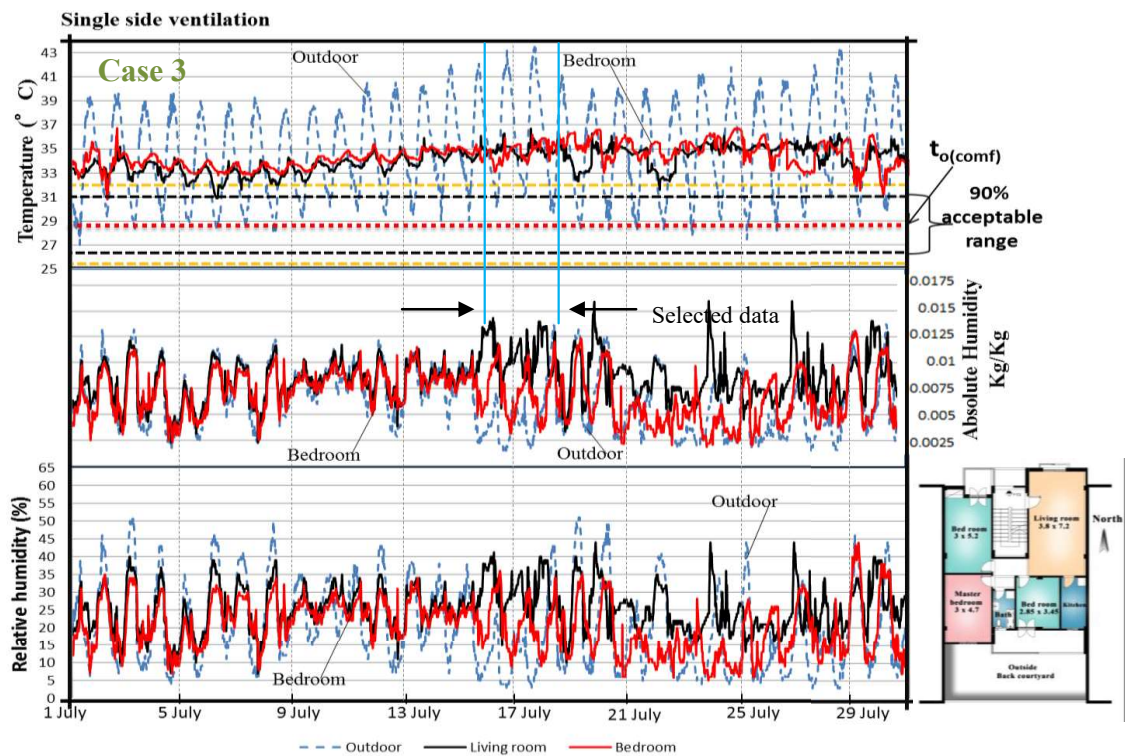 Single side ventilation
Case 3
Outdoor
Bedroom
Temperature (° C)
43
41
39
37
35
33
31
29
27
25
t o(comf)
90%
acceptable
range
Selected data
0.0175
0.015
0.0125
0.01
0.0075
0.005
0.0025
Absolute Humidity
Kg/Kg
Bedroom
Outdoor
Relative humidity (%)
65
60
55
50
45
40
35
30
25
20
15
10
5
0
Outdoor
Bedroom
1 July
5 July
9 July
13 July
17 July
21 July
25 July
29 July
Outdoor
Living room
Bedroom
Living room
3.8 x 7.2
North
Bed room
3 x 5.2
Master
bedroom
3 x 4.7
Bath
Bed room
2.85 x 3.45
Kitchen
Outside
Back courtyard